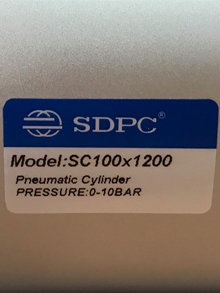 SDPC®
Model:SC100x1200
Pneumatic Cylinder
PRESSURE:0-10BAR